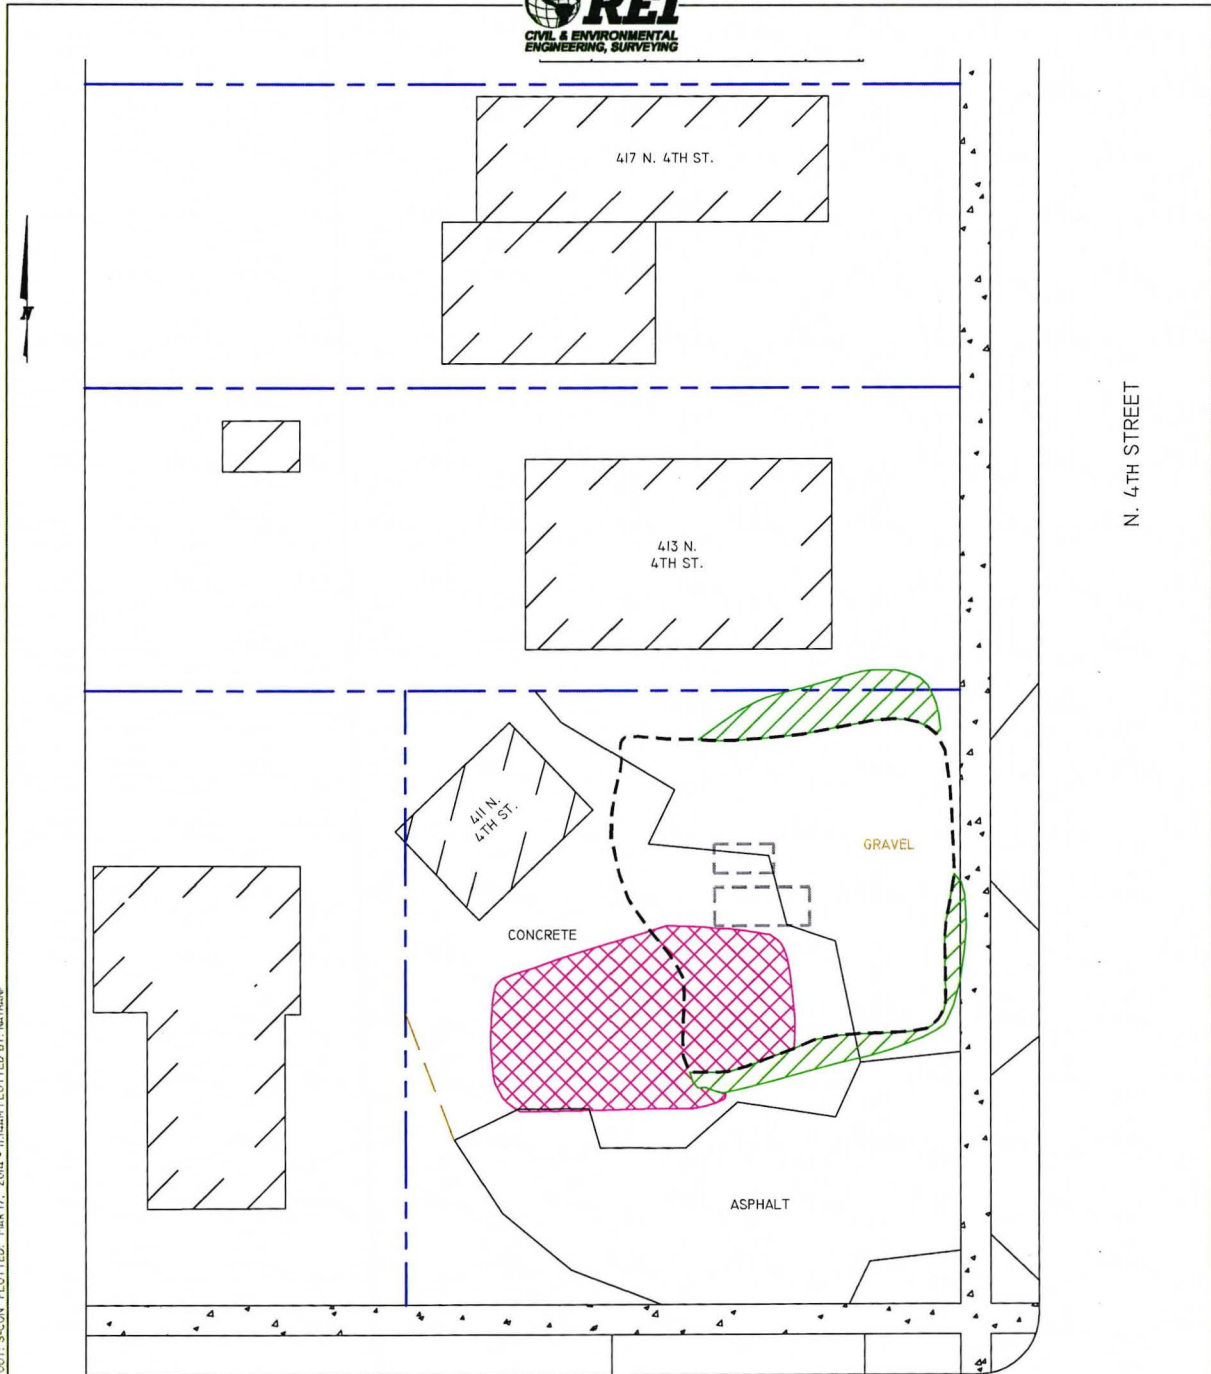 REI
CIVIL & ENVIRONMENTAL
ENGINEERING, SURVEYING
417 N. 4TH ST.
N
N. 4TH STREET
413 N.
4TH ST.
411 N.
4TH ST.
GRAVEL
CONCRETE
ASPHALT